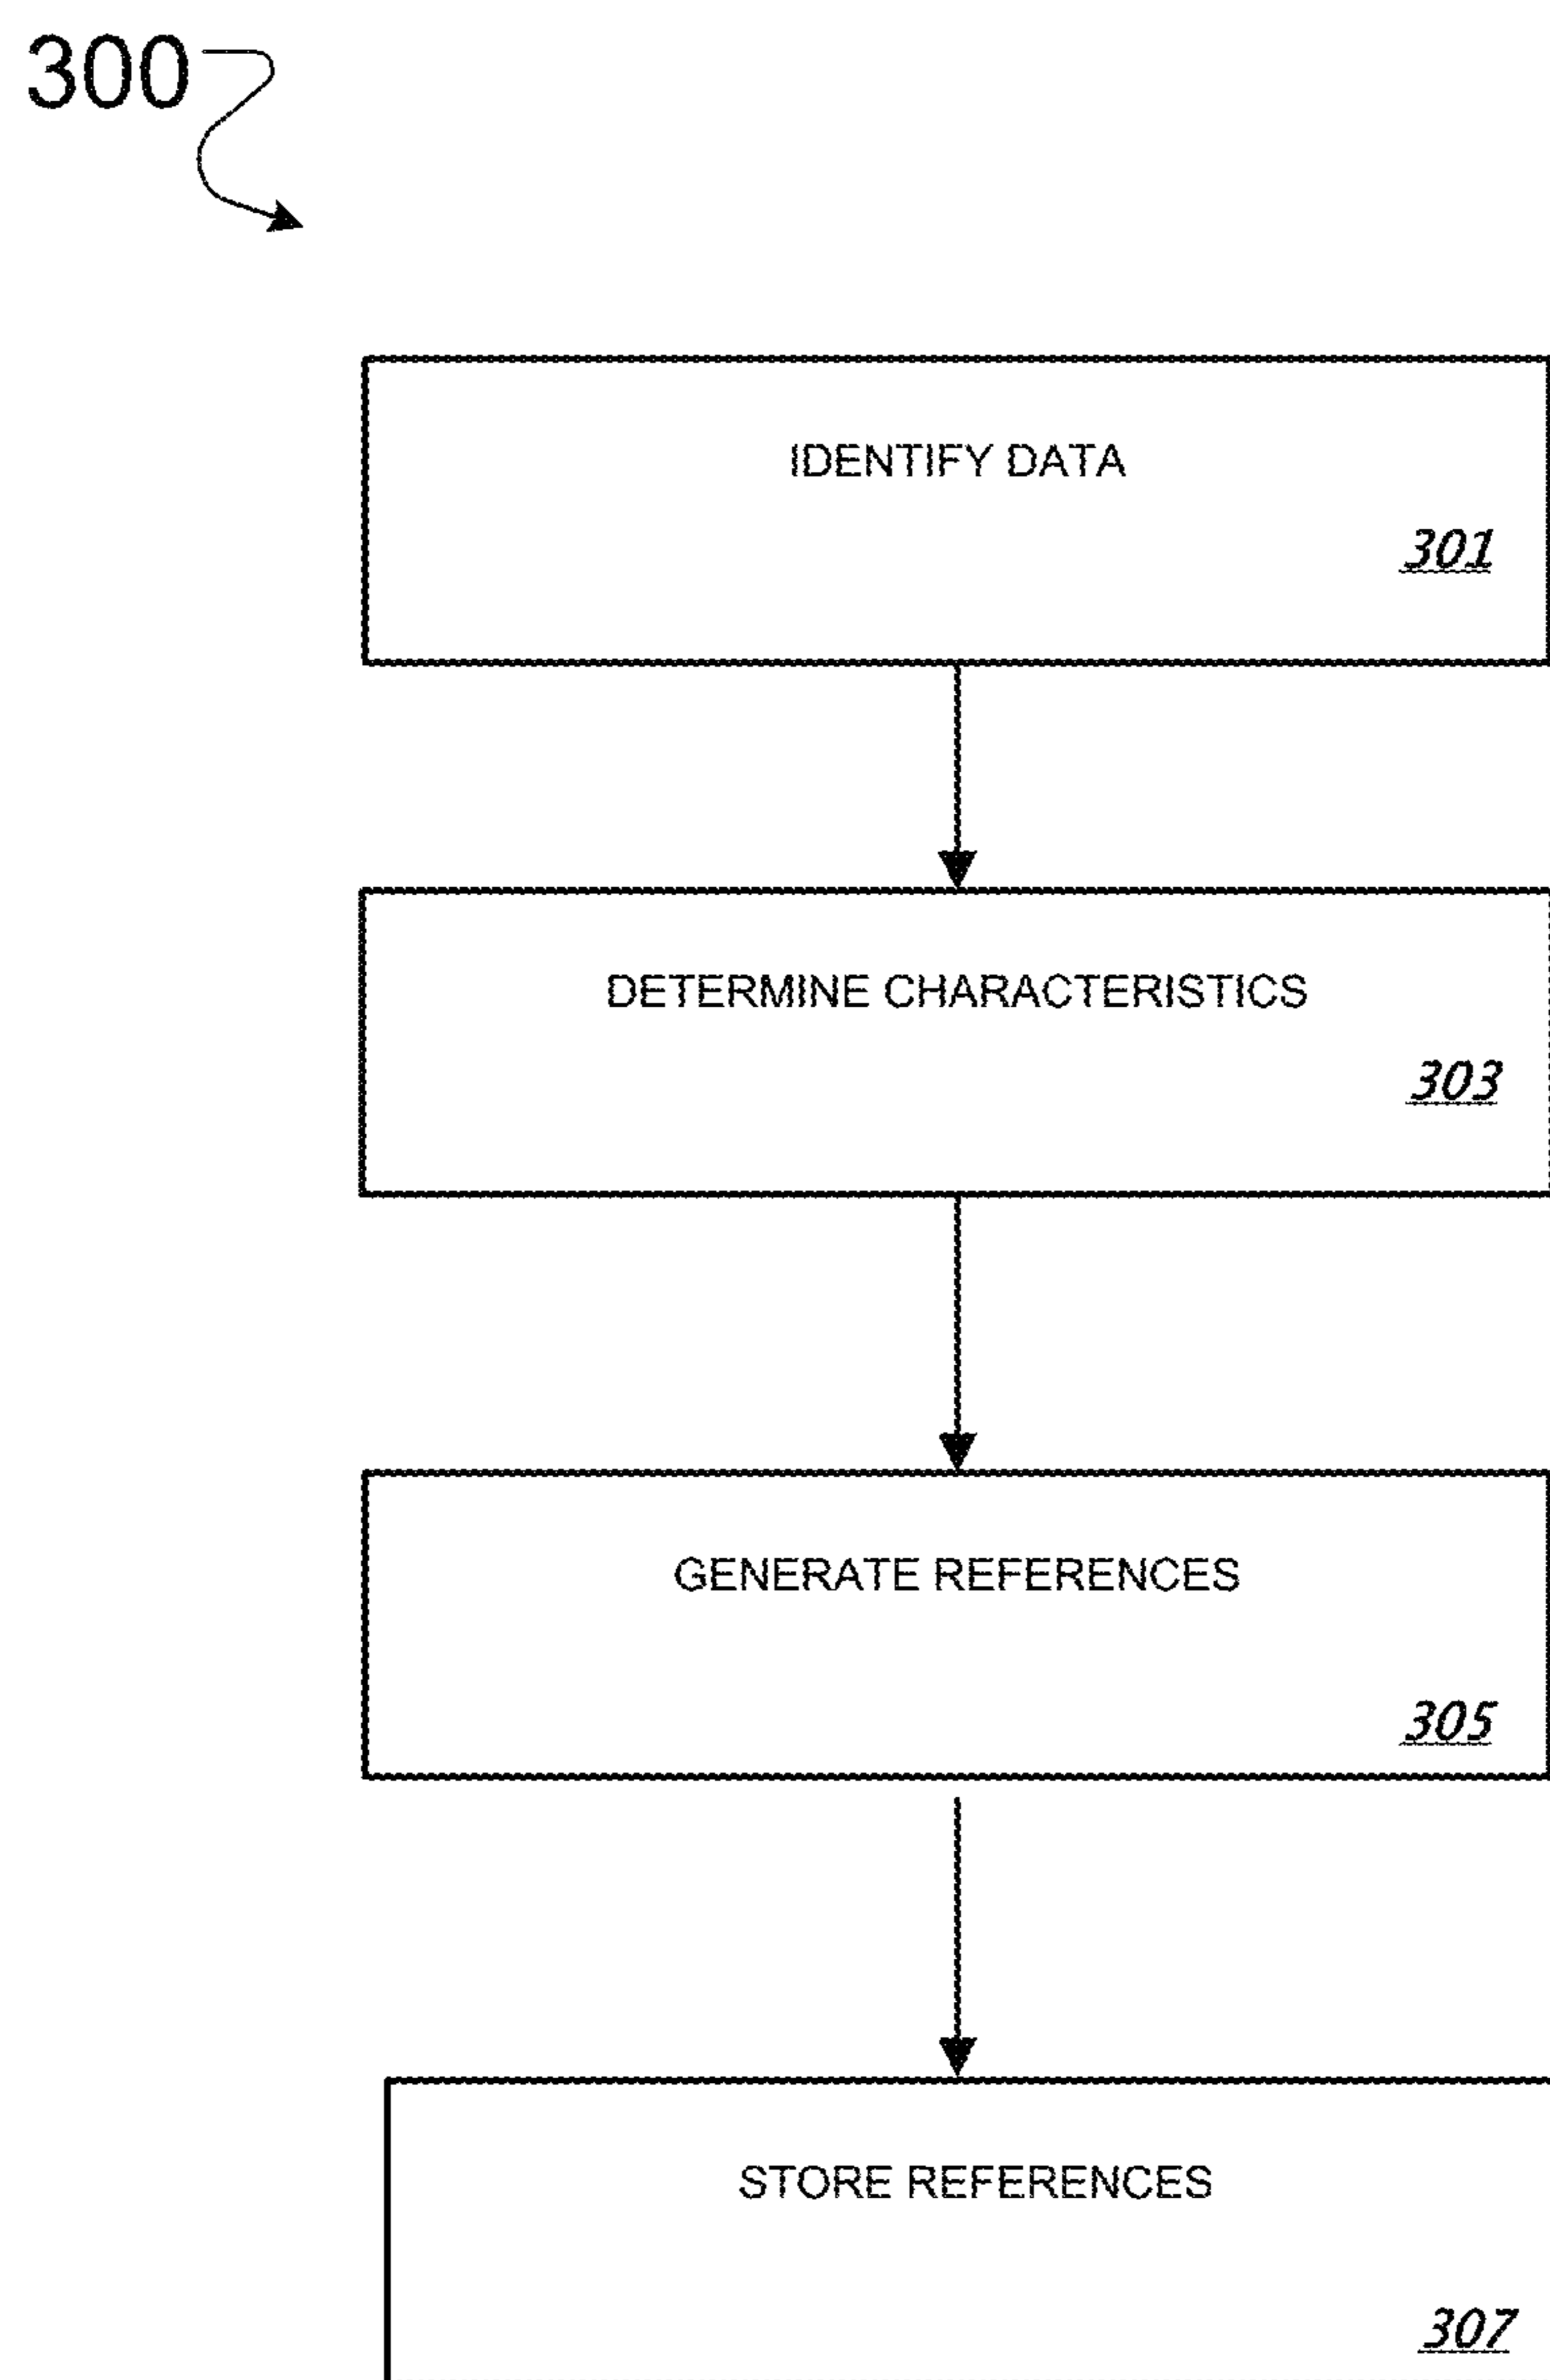 300
IDENTIFY DATA
301
DETERMINE CHARACTERISTICS
303
GENERATE REFERENCES
305
STORE REFERENCES
307